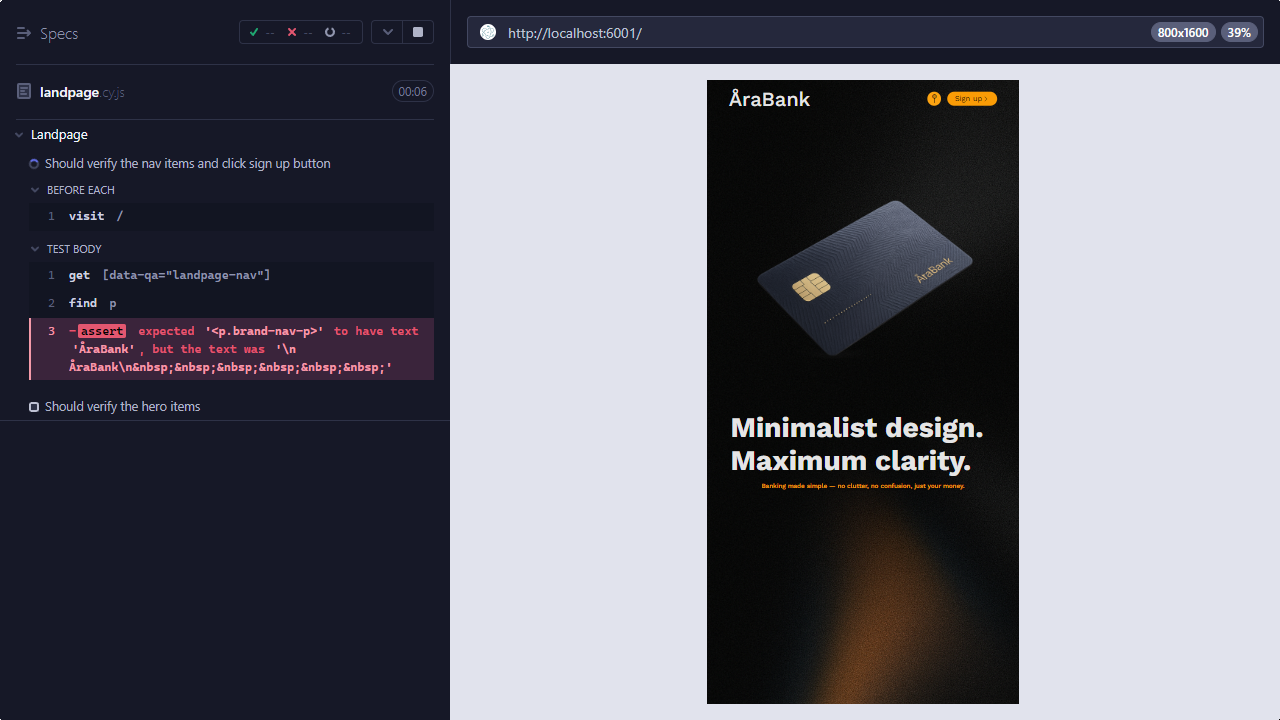 Specs
-- -- --
http://localhost:6001/
800x1600
39%
landpage.cy.js
00:06
Landpage
Should verify the nav items and click sign up button
BEFORE EACH
1 visit /
TEST BODY
1 get [data-qa="landpage-nav"]
2 find p
3 -assert expected '<p.brand-nav-p>' to have text
'ÅraBank', but the text was '\n
ÅraBank\n&nbsp;&nbsp;&nbsp;&nbsp;&nbsp;&nbsp;'
Should verify the hero items
ÅraBank
Sign up
ÅraBank
Minimalist design.
Maximum clarity.
Banking made simple — no clutter, no confusion, just your money.